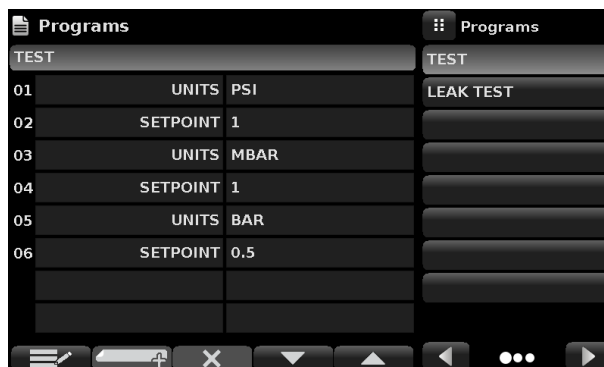 Programs
TEST
01 UNITS PSI
02 SETPOINT 1
03 UNITS MBAR
04 SETPOINT 1
05 UNITS BAR
06 SETPOINT 0.5
Programs
TEST
LEAK TEST